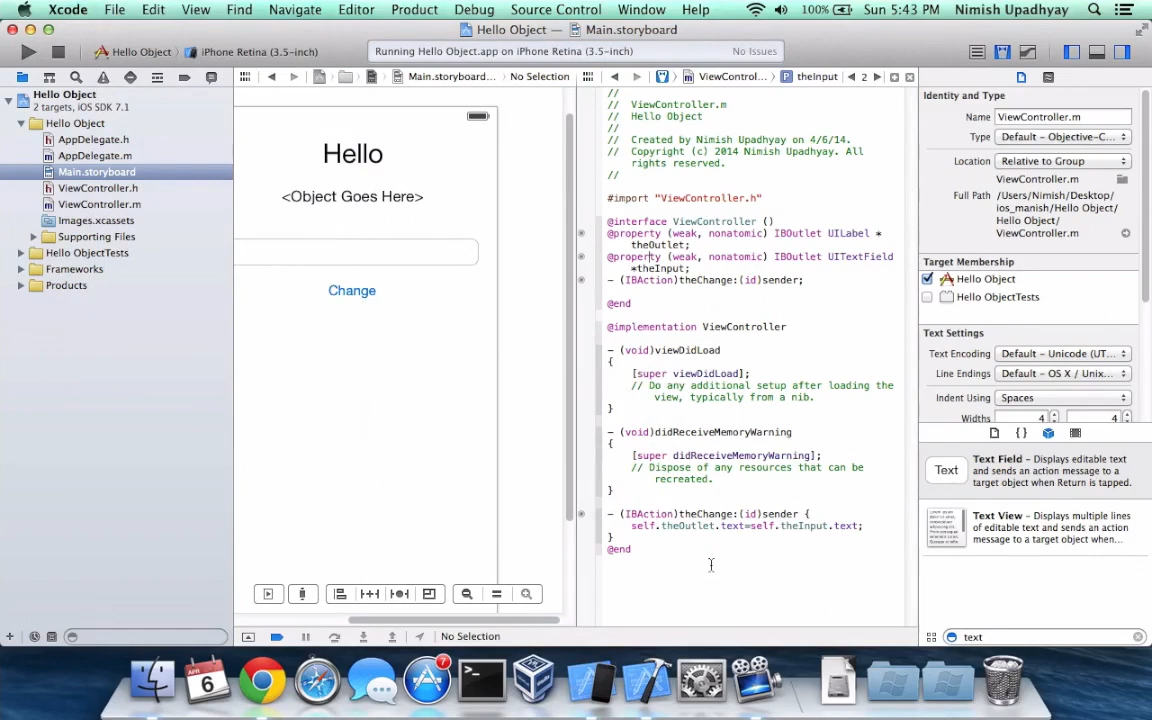 Xcode File Edit View Find Navigate Editor Product Debug Source Control Window Help 100% Sun 5:43 PM Nimish Upadhyay
Hello Object — Main.storyboard
Hello Object iPhone Retina (3.5-inch) Running Hello Object.app on iPhone Retina (3.5-inch) No Issues
Main.storyboard... No Selection ViewControl... theInput 2
Hello Object
2 targets, iOS SDK 7.1
Hello Object
AppDelegate.h
AppDelegate.m
Main.storyboard
ViewController.h
ViewController.m
Images.xcassets
Supporting Files
Hello ObjectTests
Frameworks
Products
Hello
<Object Goes Here>
Change
//
// ViewController.m
// Hello Object
//
// Created by Nimish Upadhyay on 4/6/14.
// Copyright (c) 2014 Nimish Upadhyay. All
rights reserved.
//
#import "ViewController.h"
@interface ViewController ()
@property (weak, nonatomic) IBOutlet UILabel *
theOutlet;
@property (weak, nonatomic) IBOutlet UITextField
*theInput;
- (IBAction)theChange:(id)sender;
@end
@implementation ViewController
- (void)viewDidLoad
{
[super viewDidLoad];
// Do any additional setup after loading the
view, typically from a nib.
}
- (void)didReceiveMemoryWarning
{
[super didReceiveMemoryWarning];
// Dispose of any resources that can be
recreated.
}
- (IBAction)theChange:(id)sender {
self.theOutlet.text=self.theInput.text;
}
@end
Identity and Type
Name ViewController.m
Type Default - Objective-C...
Location Relative to Group
ViewController.m
Full Path /Users/Nimish/Desktop/
ios_manish/Hello Object/
Hello Object/
ViewController.m
Target Membership
Hello Object
Hello ObjectTests
Text Settings
Text Encoding Default - Unicode (UT...
Line Endings Default - OS X / Unix...
Indent Using Spaces
Widths 4 4
Text
Text Field - Displays editable text
and sends an action message to a
target object when Return is tapped.
Text View - Displays multiple lines
of editable text and sends an action
message to a target object when...
No Selection
text
7
APR
6